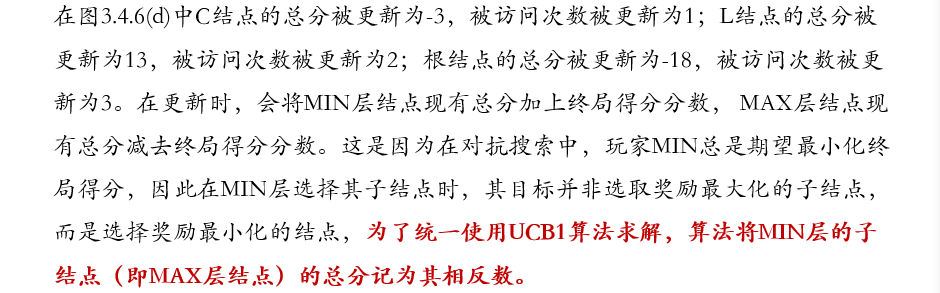 在图3.4.6(d)中C结点的总分被更新为-3，被访问次数被更新为1；L结点的总分被
更新为13，被访问次数被更新为2；根结点的总分被更新为-18，被访问次数被更
新为3。在更新时，会将MIN层结点现有总分加上终局得分分数， MAX层结点现
有总分减去终局得分分数。这是因为在对抗搜索中，玩家MIN总是期望最小化终
局得分，因此在MIN层选择其子结点时，其目标并非选取奖励最大化的子结点，
而是选择奖励最小化的结点，为了统一使用UCB1算法求解，算法将MIN层的子
结点（即MAX层结点）的总分记为其相反数。